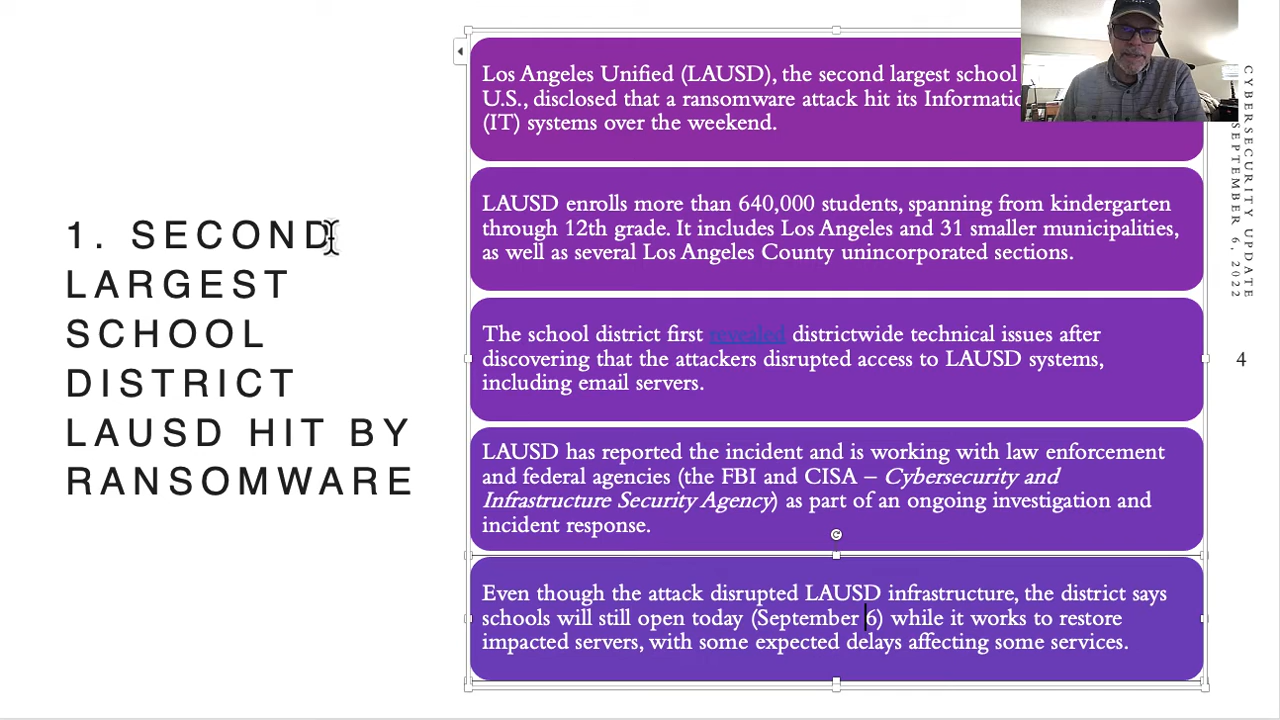 1. SECOND
LARGEST
SCHOOL
DISTRICT
LAUSD HIT BY
RANSOMWARE
Los Angeles Unified (LAUSD), the second largest school
U.S., disclosed that a ransomware attack hit its
(IT) systems over the weekend.
LAUSD enrolls more than 640,000 students, spanning from kindergarten
through 12th grade. It includes Los Angeles and 31 smaller municipalities,
as well as several Los Angeles County unincorporated sections.
The school district first revealed districtwide technical issues after
discovering that the attackers disrupted access to LAUSD systems,
including email servers.
LAUSD has reported the incident and is working with law enforcement
and federal agencies (the FBI and CISA – Cybersecurity and
Infrastructure Security Agency) as part of an ongoing investigation and
incident response.
Even though the attack disrupted LAUSD infrastructure, the district says
schools will still open today (September 6) while it works to restore
impacted servers, with some expected delays affecting some services.
CYBERSECURITY UPDATE
SEPTEMBER 6, 2022
4